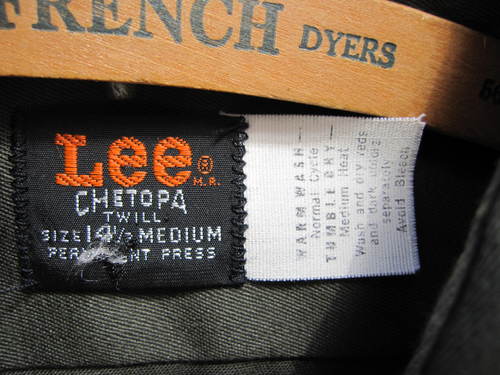 FRENCH DYERS
Lee ® M.R.
CHETOPA
TWILL
SIZE 14½ MEDIUM
PERMANENT PRESS
WARM WASH—
Normal Cycle
TUMBLE DRY—
Medium Heat
Wash and dry reds
and dark colors
separately
Avoid Bleach